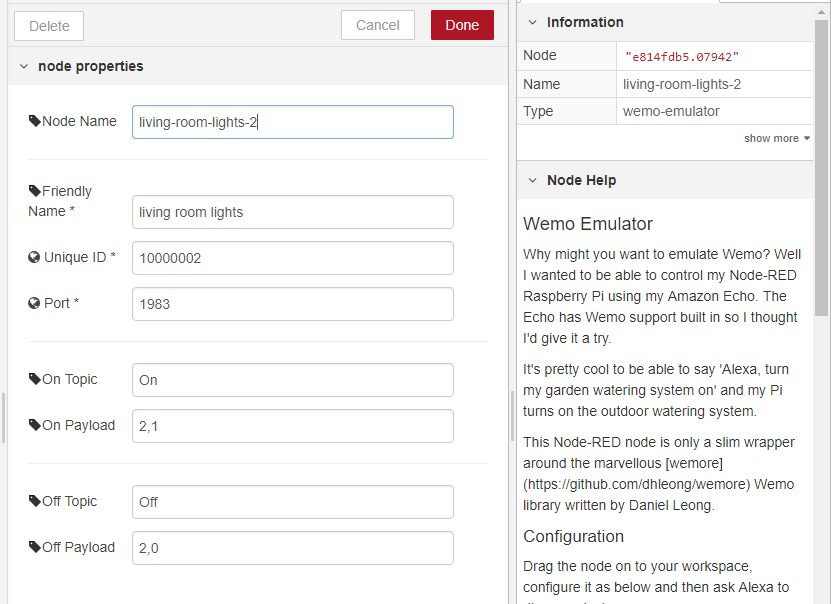 Delete
Cancel
Done
node properties
Node Name
living-room-lights-2
Friendly
Name *
living room lights
Unique ID *
10000002
Port *
1983
On Topic
On
On Payload
2,1
Off Topic
Off
Off Payload
2,0
Information
Node
"e814fdb5.07942"
Name
living-room-lights-2
Type
wemo-emulator
show more
Node Help
Wemo Emulator
Why might you want to emulate Wemo? Well
I wanted to be able to control my Node-RED
Raspberry Pi using my Amazon Echo. The
Echo has Wemo support built in so I thought
I'd give it a try.
It's pretty cool to be able to say 'Alexa, turn
my garden watering system on' and my Pi
turns on the outdoor watering system.
This Node-RED node is only a slim wrapper
around the marvellous [wemore]
(https://github.com/dhleong/wemore) Wemo
library written by Daniel Leong.
Configuration
Drag the node on to your workspace,
configure it as below and then ask Alexa to